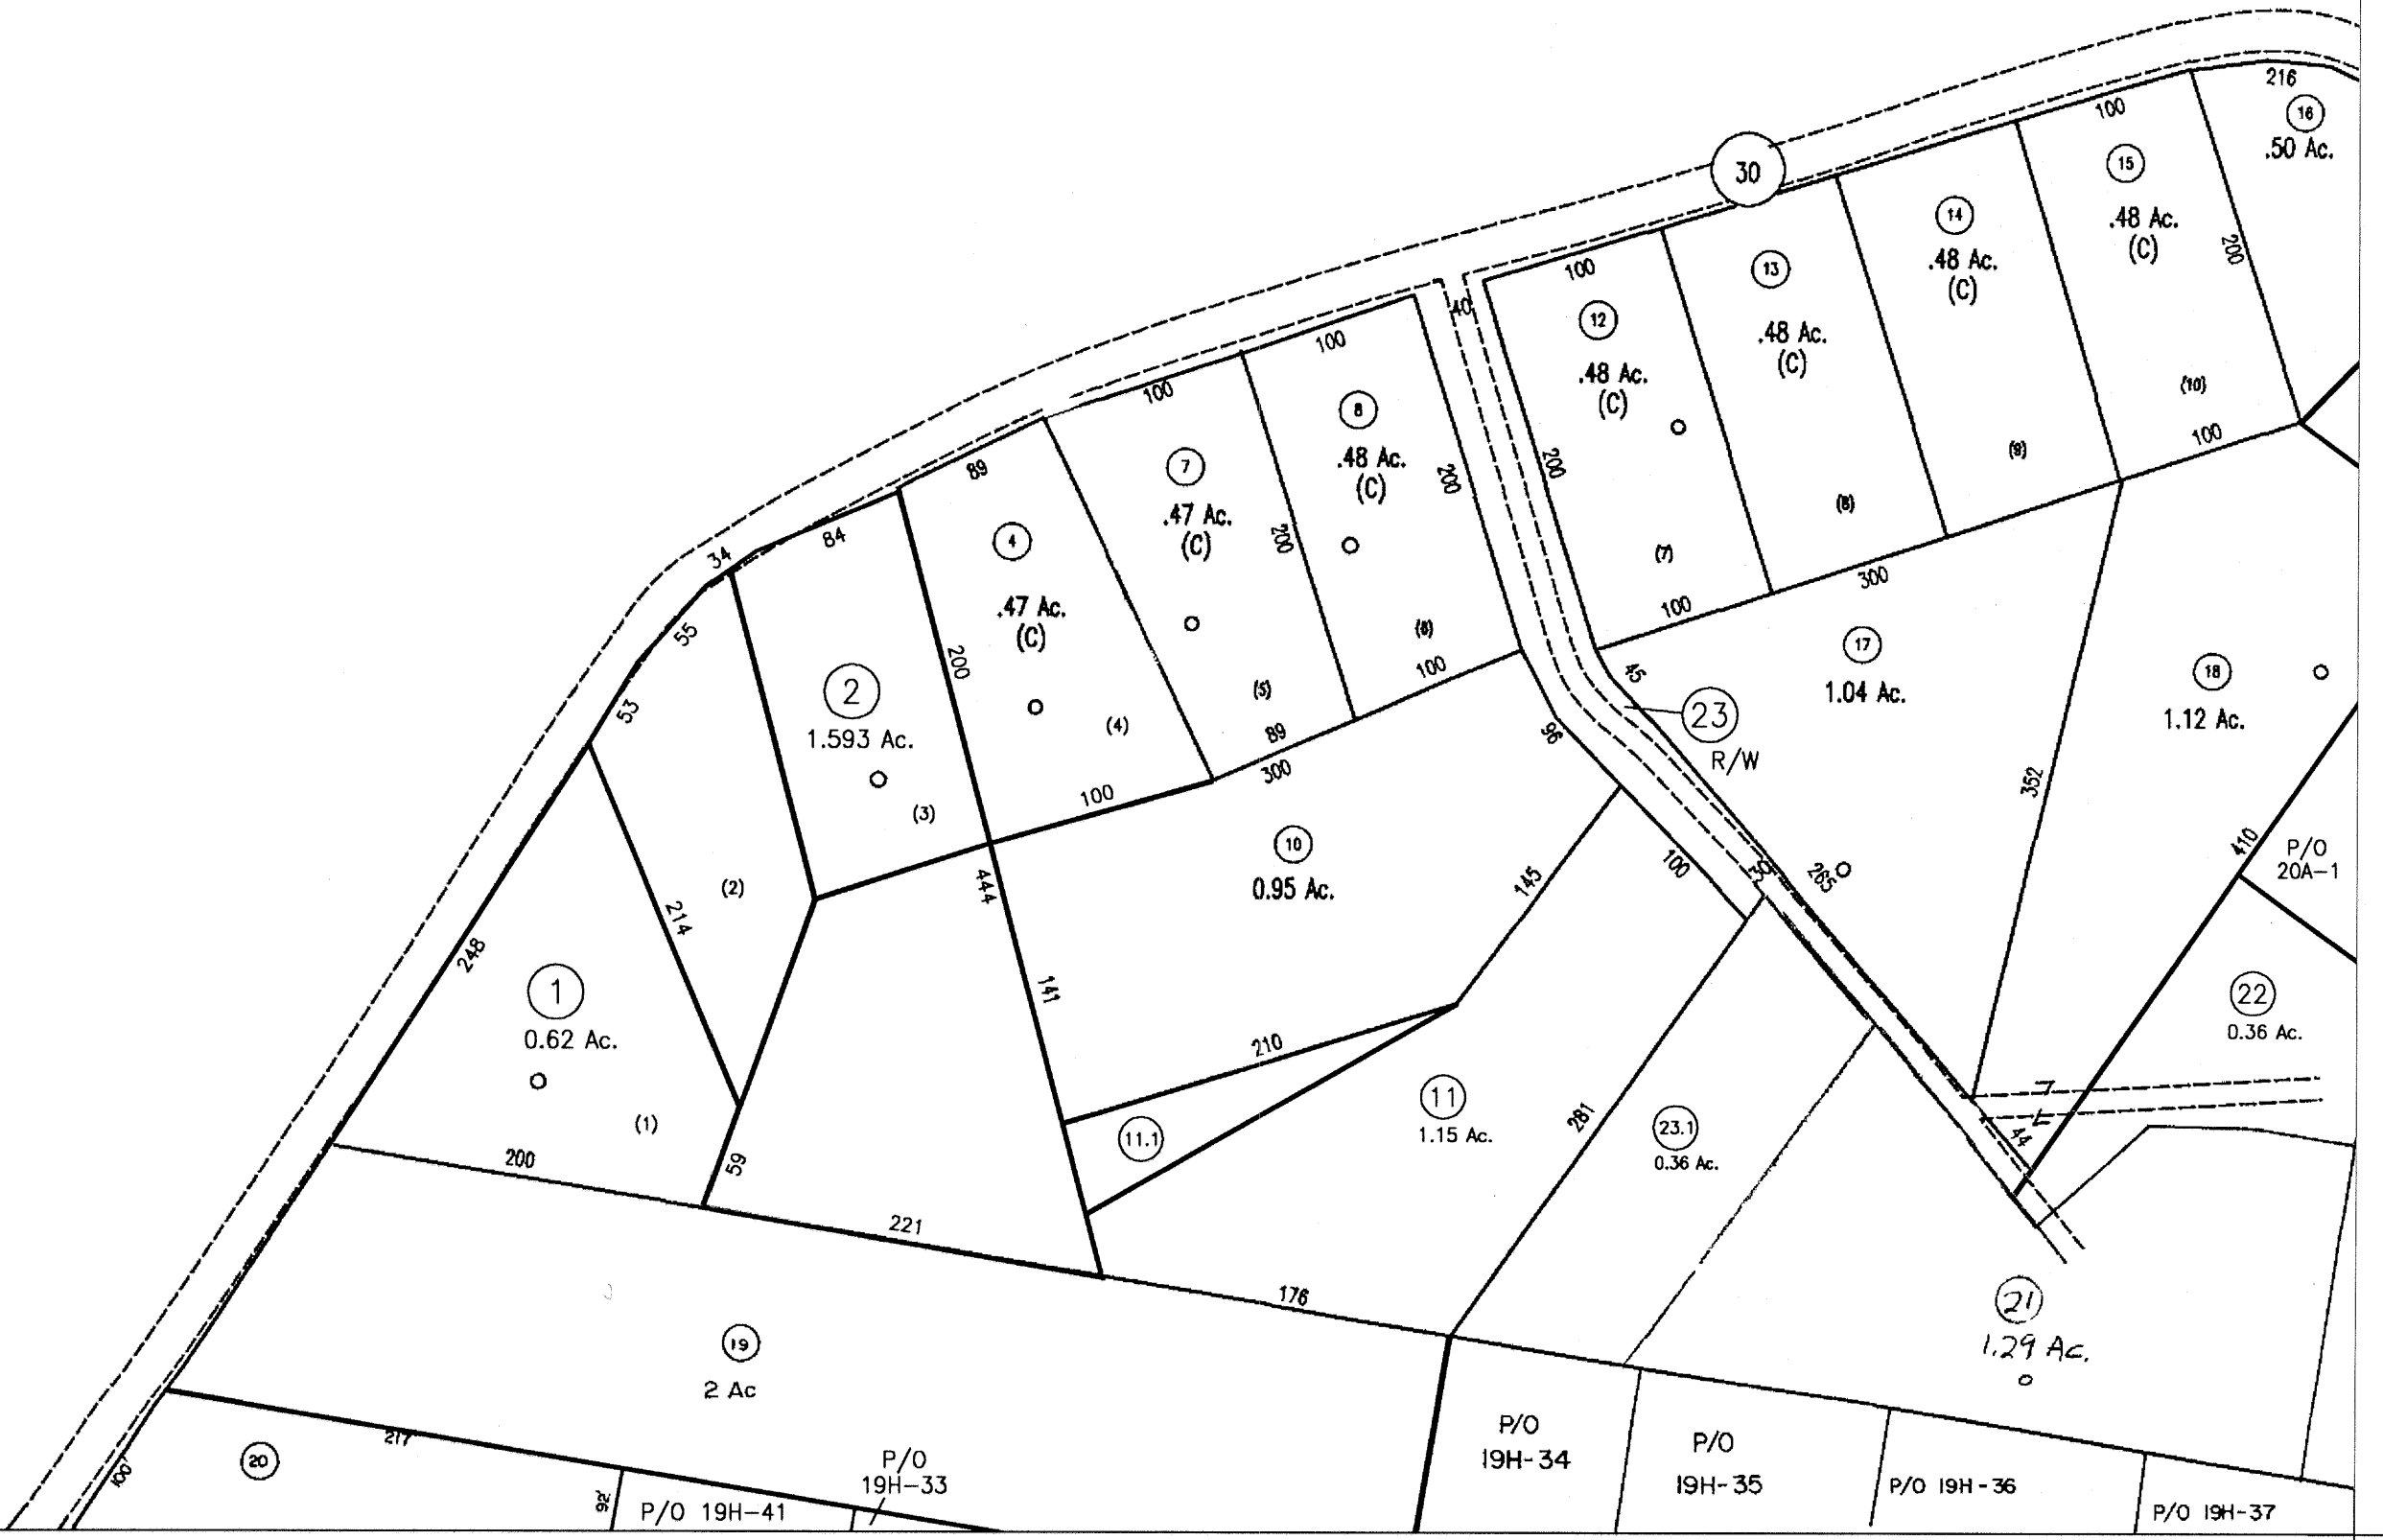 216
16
.50 Ac.
100
15
.48 Ac.
(C)
200
30
14
.48 Ac.
(C)
100
13
.48 Ac.
(C)
40
12
.48 Ac.
(C)
100
8
.48 Ac.
(C)
200
200
100
7
.47 Ac.
(C)
200
89
4
.47 Ac.
(C)
(10)
100
(9)
(8)
(7)
300
100
84
34
55
53
200
2
1.593 Ac.
(3)
(4)
(5)
(6)
100
89
300
100
45
96
17
1.04 Ac.
23
R/W
18
1.12 Ac.
352
410
P/O
20A-1
10
0.95 Ac.
444
141
145
100
30
265
(2)
214
248
1
0.62 Ac.
(1)
22
0.36 Ac.
210
11.1
11
1.15 Ac.
281
23.1
0.36 Ac.
44
200
59
221
176
21
1.29 Ac.
19
2 Ac
217
20
100'
92'
P/O 19H-41
P/O
19H-33
P/O
19H-34
P/O
19H-35
P/O 19H-36
P/O 19H-37